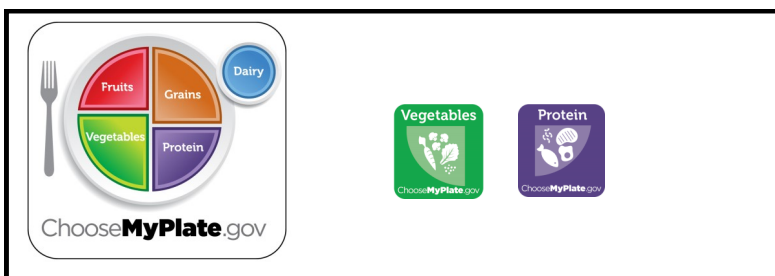 Dairy
Fruits
Grains
Vegetables
Protein
ChooseMyPlate.gov
Vegetables
ChooseMyPlate.gov
Protein
ChooseMyPlate.gov